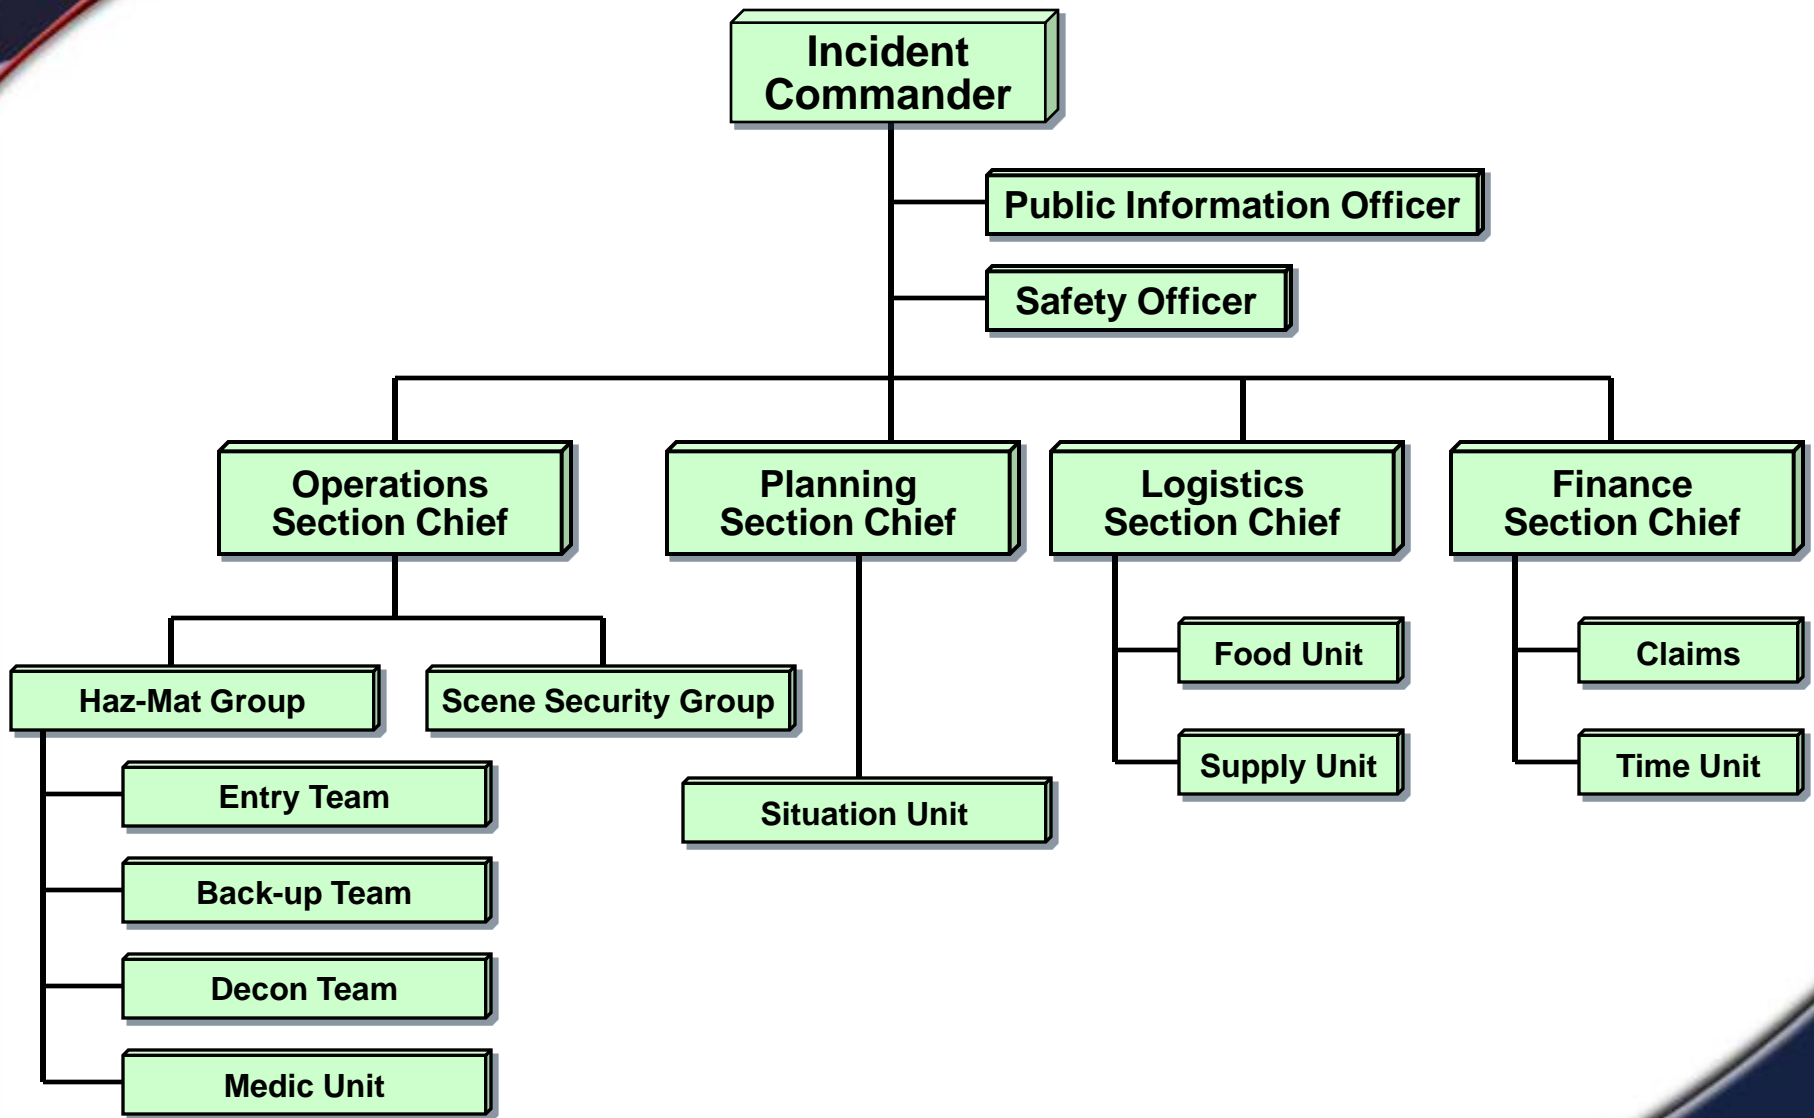 Incident
Commander
Public Information Officer
Safety Officer
Operations
Section Chief
Planning
Section Chief
Logistics
Section Chief
Finance
Section Chief
Haz-Mat Group
Scene Security Group
Entry Team
Back-up Team
Decon Team
Medic Unit
Situation Unit
Food Unit
Supply Unit
Claims
Time Unit